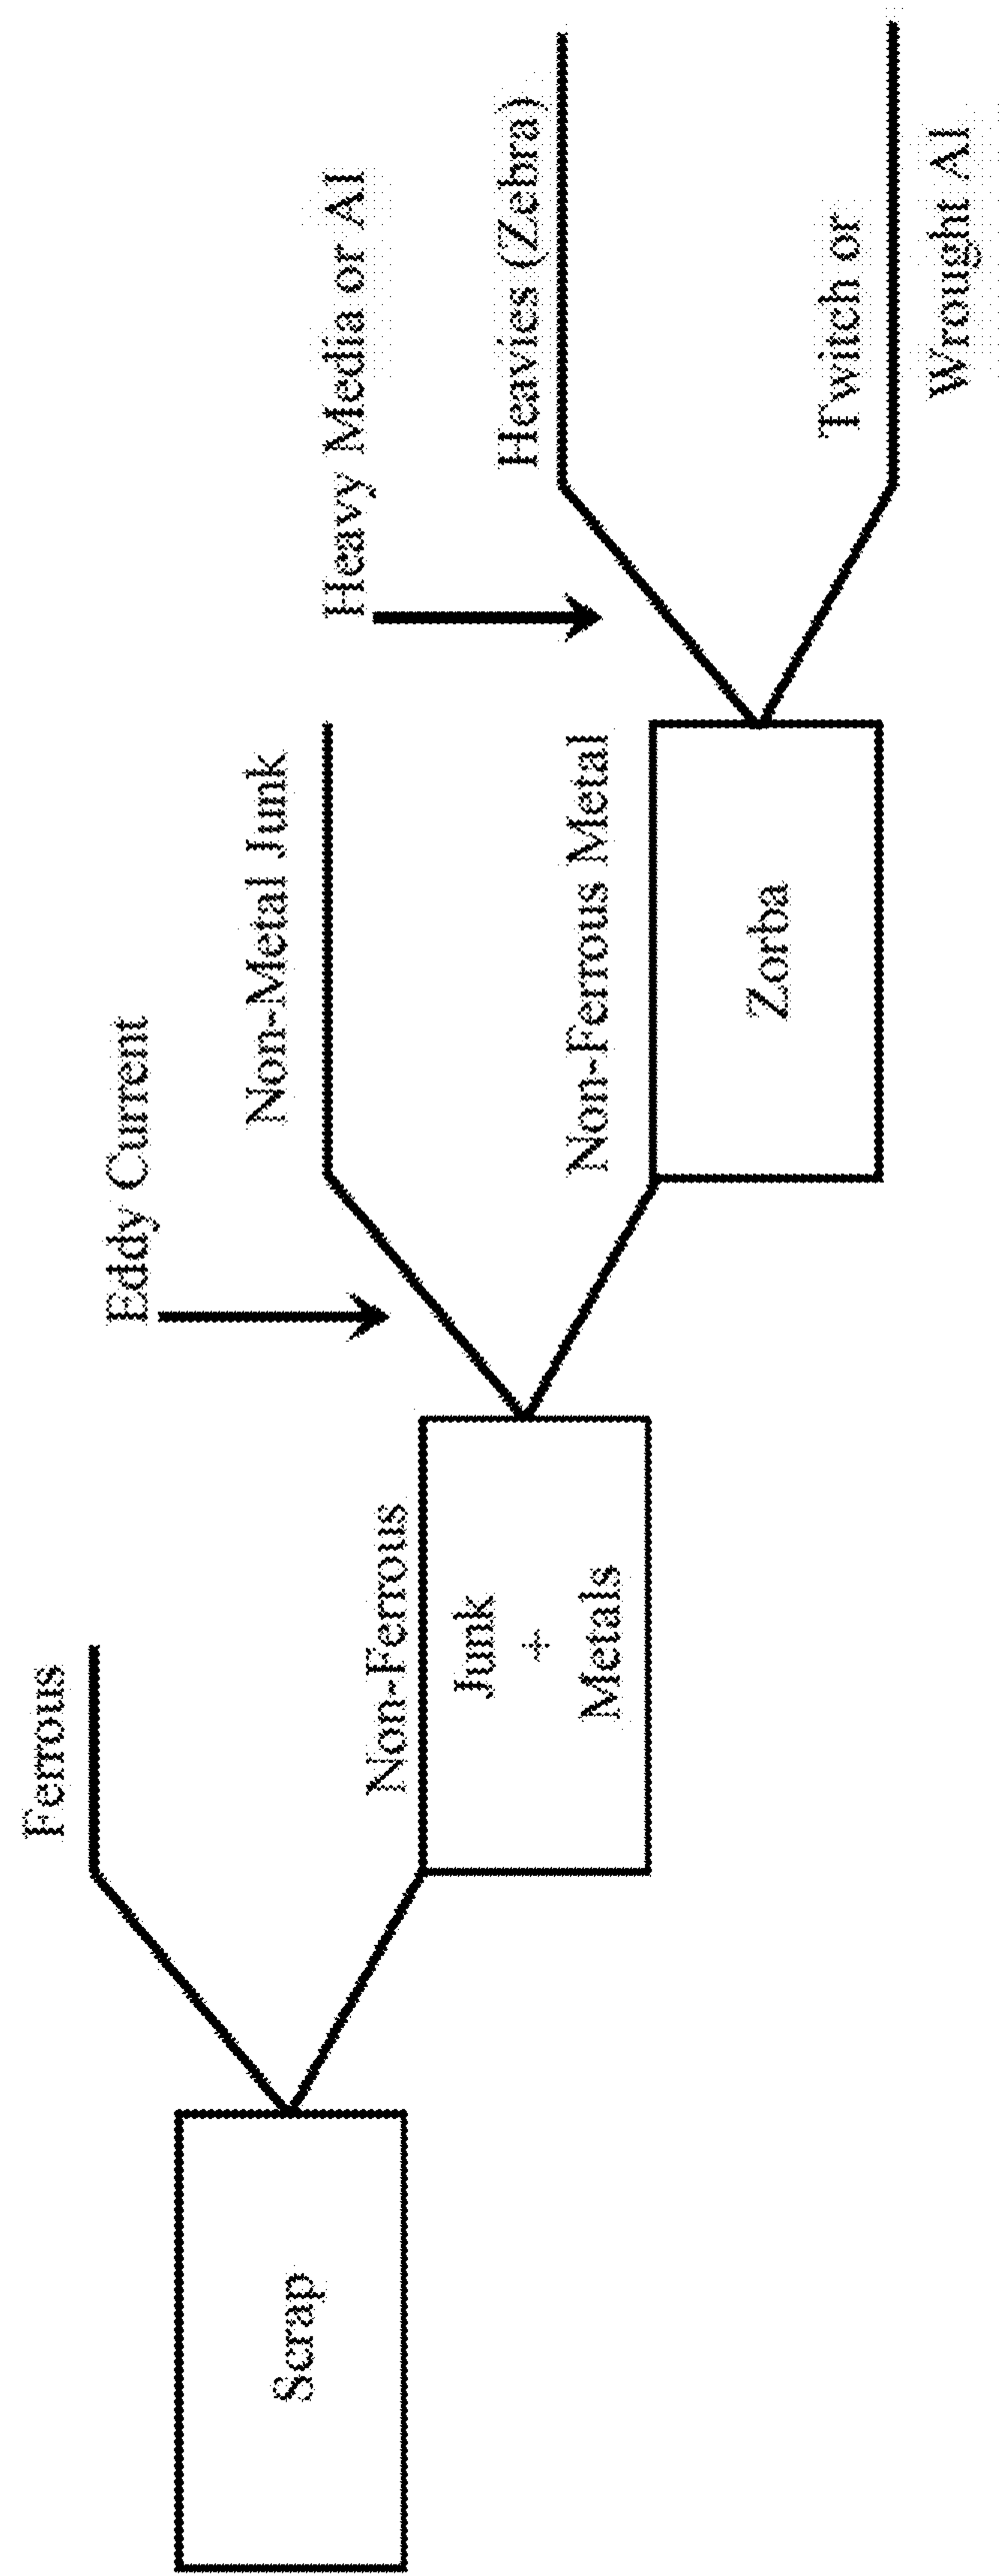 Scrap
Ferrous
Non-Ferrous
Junk
+
Metals
Eddy Current
Non-Metal Junk
Non-Ferrous Metal
Zorba
Heavy Media or AI
Heavies (Zebra)
Twitch or
Wrought Al